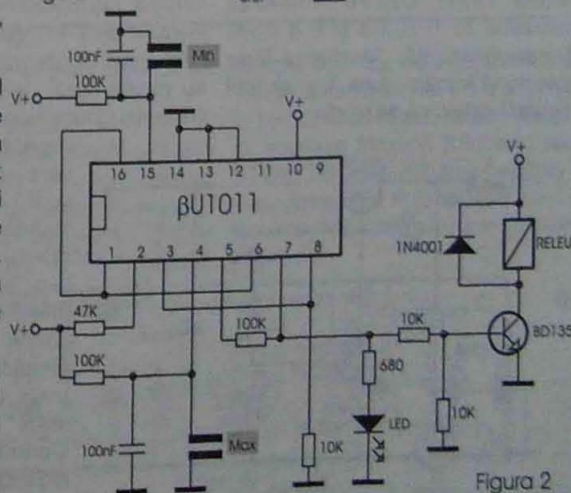 100nF
Min
100K
V+
V+
16 15 14 13 12 11 10 9
V+
βU1011
1N4001
RELEU
1 2 3 4 5 6 7 8
47K
V+
100K
10K
BD135
100K
680
LED
10K
100nF
Max
10K
Figura 2